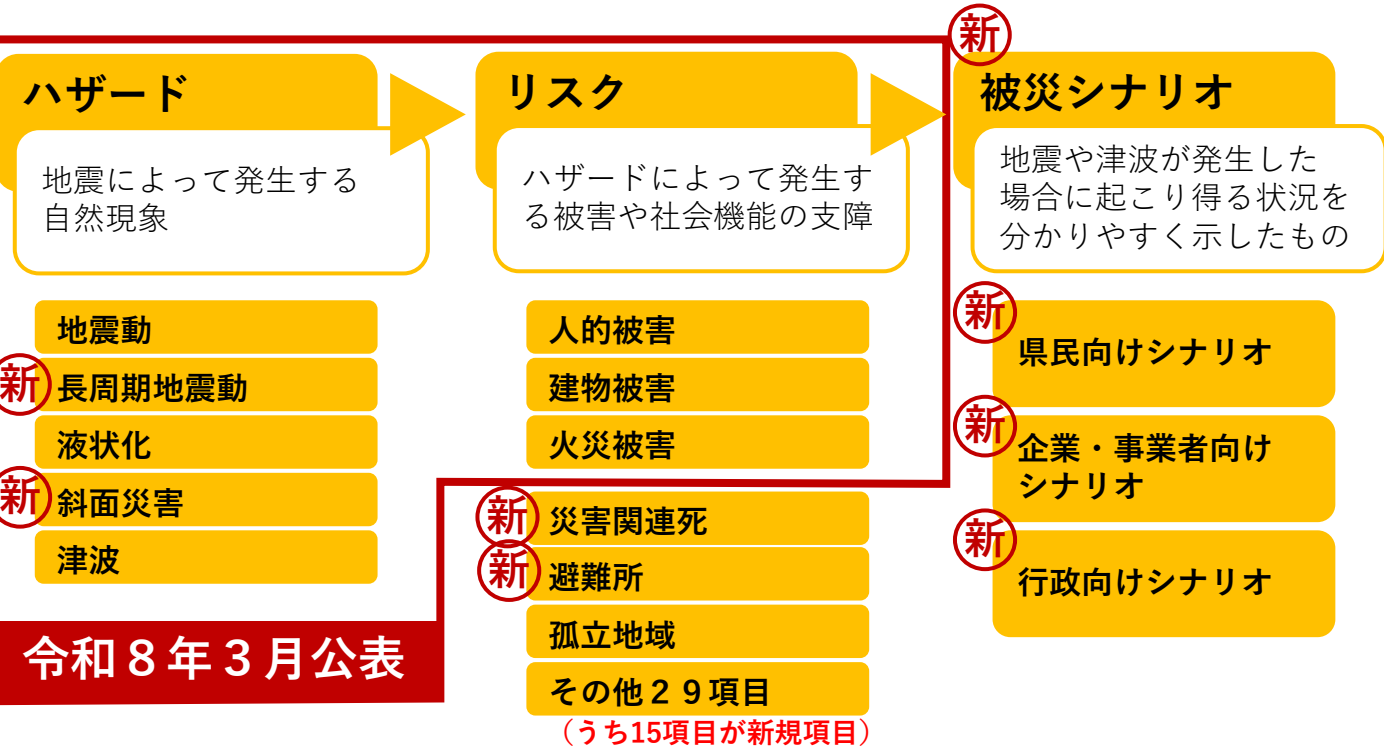 ハザード
地震によって発生する
自然現象
地震動
新
長周期地震動
液状化
新
斜面災害
津波
令和８年３月公表
リスク
ハザードによって発生す
る被害や社会機能の支障
人的被害
建物被害
火災被害
新
災害関連死
新
避難所
孤立地域
その他２９項目
（うち15項目が新規項目）
新
被災シナリオ
地震や津波が発生した
場合に起こり得る状況を
分かりやすく示したもの
新
県民向けシナリオ
新
企業・事業者向け
シナリオ
新
行政向けシナリオ